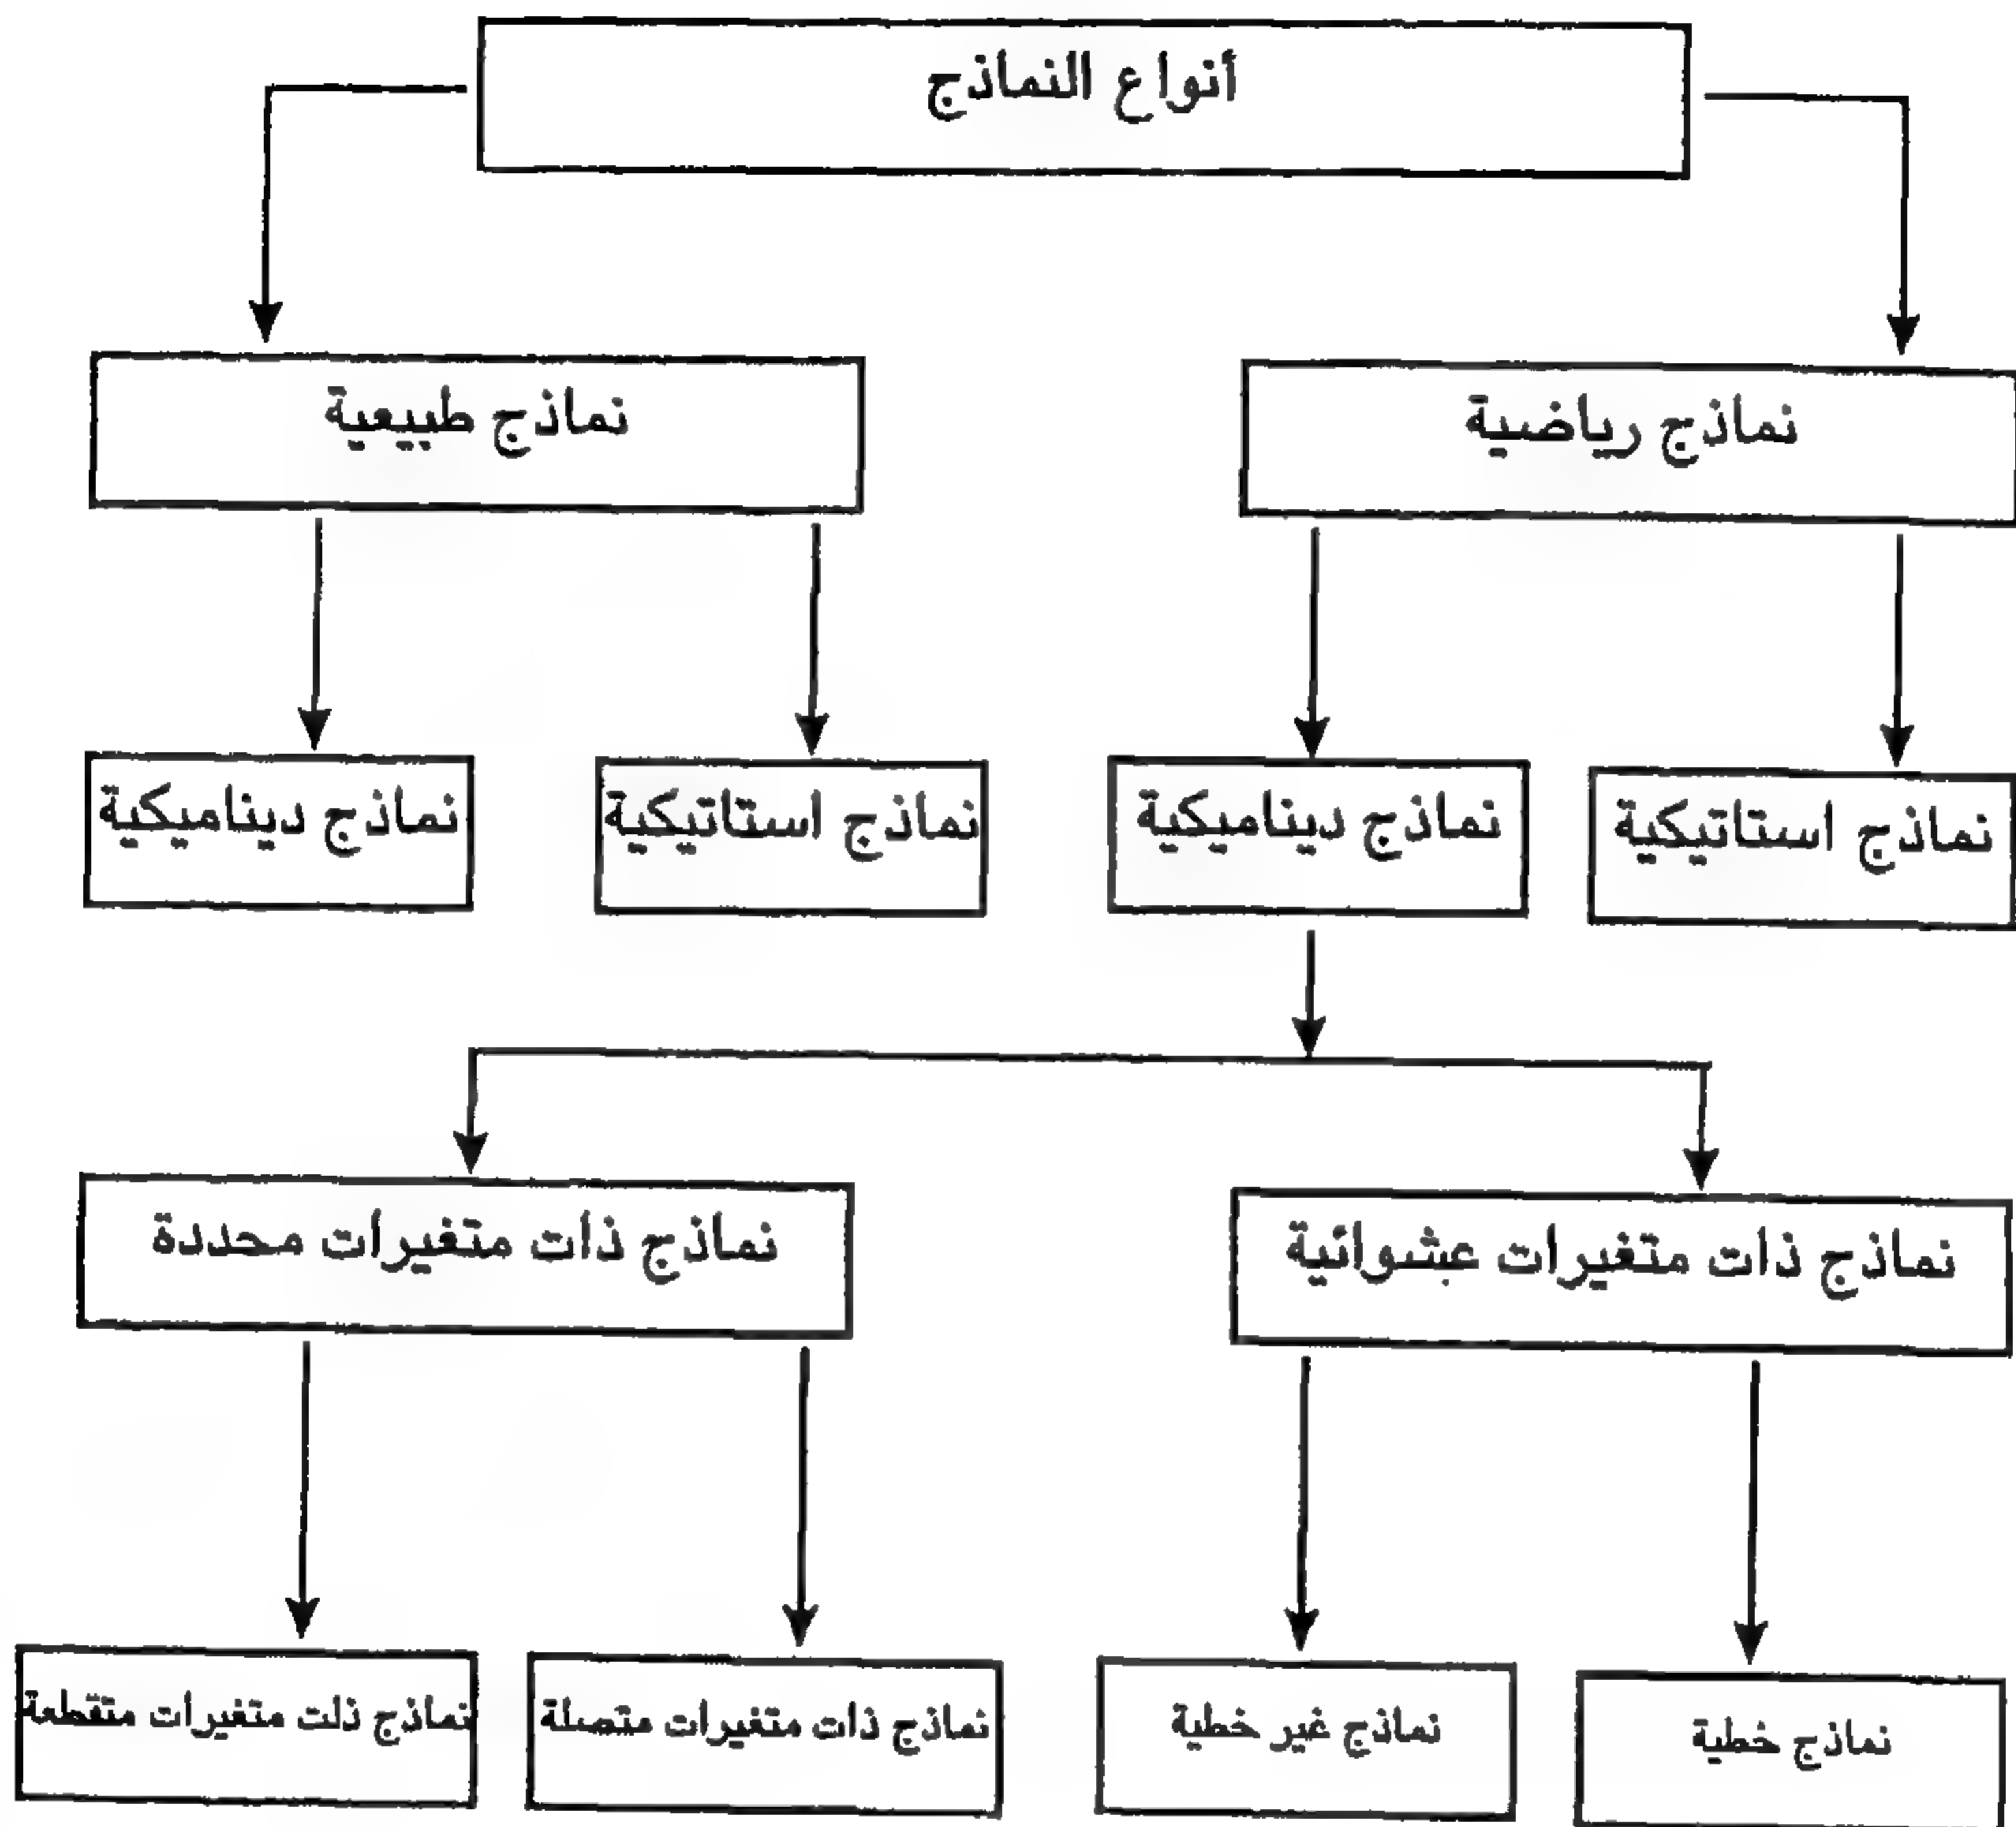 أنواع النماذج
نماذج رياضية
نماذج طبيعية
نماذج استاتيكية
نماذج ديناميكية
نماذج استاتيكية
نماذج ديناميكية
نماذج ذات متغيرات عشوائية
نماذج ذات متغيرات محددة
نماذج خطية
نماذج غير خطية
نماذج ذات متغيرات متصلة
نماذج ذلت متغيرات متقطعة